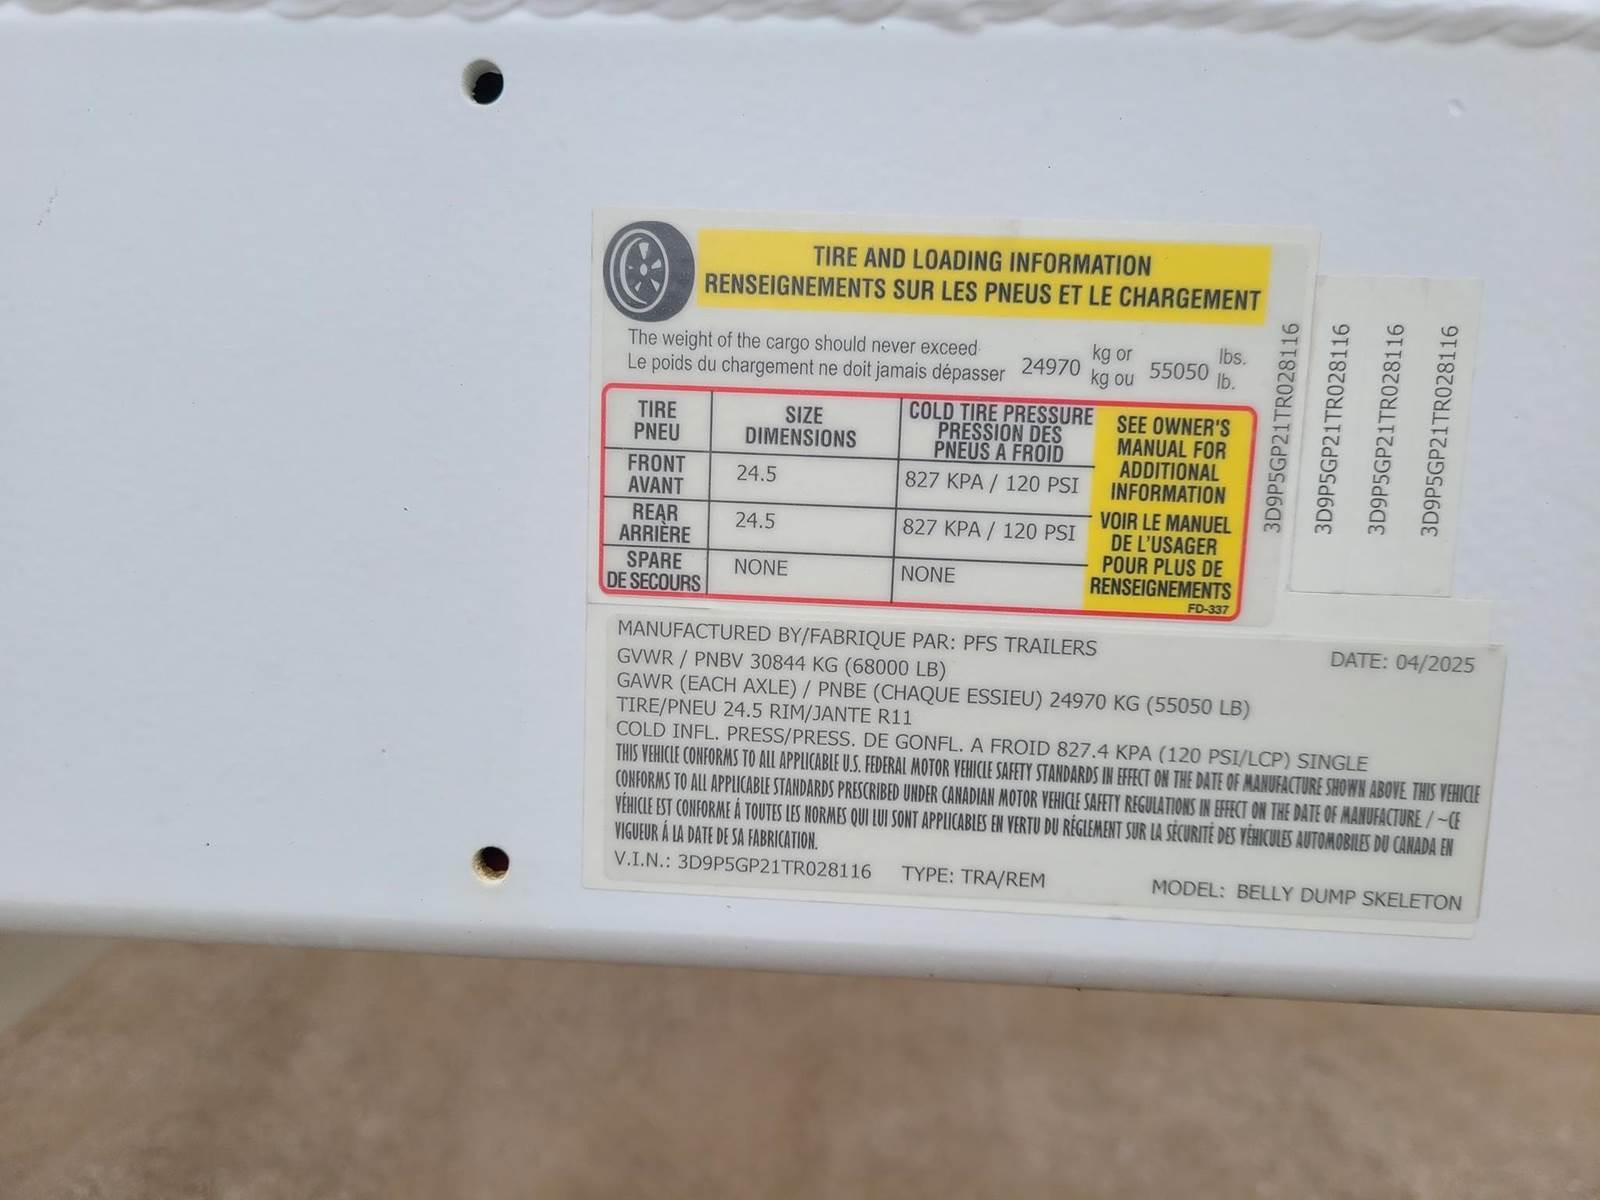 TIRE AND LOADING INFORMATION
RENSEIGNEMENTS SUR LES PNEUS ET LE CHARGEMENT
The weight of the cargo should never exceed
Le poids du chargement ne doit jamais dépasser
24970 kg or 55050 lbs.
kg ou lb.
TIRE SIZE COLD TIRE PRESSURE
PNEU DIMENSIONS PRESSION DES
PNEUS A FROID
FRONT 24.5 827 KPA / 120 PSI
AVANT
REAR 24.5 827 KPA / 120 PSI
ARRIÈRE
SPARE NONE NONE
DE SECOURS
SEE OWNER'S
MANUAL FOR
ADDITIONAL
INFORMATION
VOIR LE MANUEL
DE L'USAGER
POUR PLUS DE
RENSEIGNEMENTS
FD-337
3D9P5GP21TR028116
3D9P5GP21TR028116
3D9P5GP21TR028116
3D9P5GP21TR028116
MANUFACTURED BY/FABRIQUE PAR: PFS TRAILERS
DATE: 04/2025
GVWR / PNBV 30844 KG (68000 LB)
GAWR (EACH AXLE) / PNBE (CHAQUE ESSIEU) 24970 KG (55050 LB)
TIRE/PNEU 24.5 RIM/JANTE R11
COLD INFL. PRESS/PRESS. DE GONFL. A FROID 827.4 KPA (120 PSI/LCP) SINGLE
THIS VEHICLE CONFORMS TO ALL APPLICABLE U.S. FEDERAL MOTOR VEHICLE SAFETY STANDARDS IN EFFECT ON THE DATE OF MANUFACTURE SHOWN ABOVE. THIS VEHICLE
CONFORMS TO ALL APPLICABLE STANDARDS PRESCRIBED UNDER CANADIAN MOTOR VEHICLE SAFETY REGULATIONS IN EFFECT ON THE DATE OF MANUFACTURE. / ~CE
VÉHICLE EST CONFORME Á TOUTES LES NORMES QUI LUI SONT APPLICABLES EN VERTU DU RÉGLEMENT SUR LA SÉCURITÉ DES VÉHICULES AUTOMOBILES DU CANADA EN
VIGUEUR Á LA DATE DE SA FABRICATION.
V.I.N.: 3D9P5GP21TR028116 TYPE: TRA/REM MODEL: BELLY DUMP SKELETON